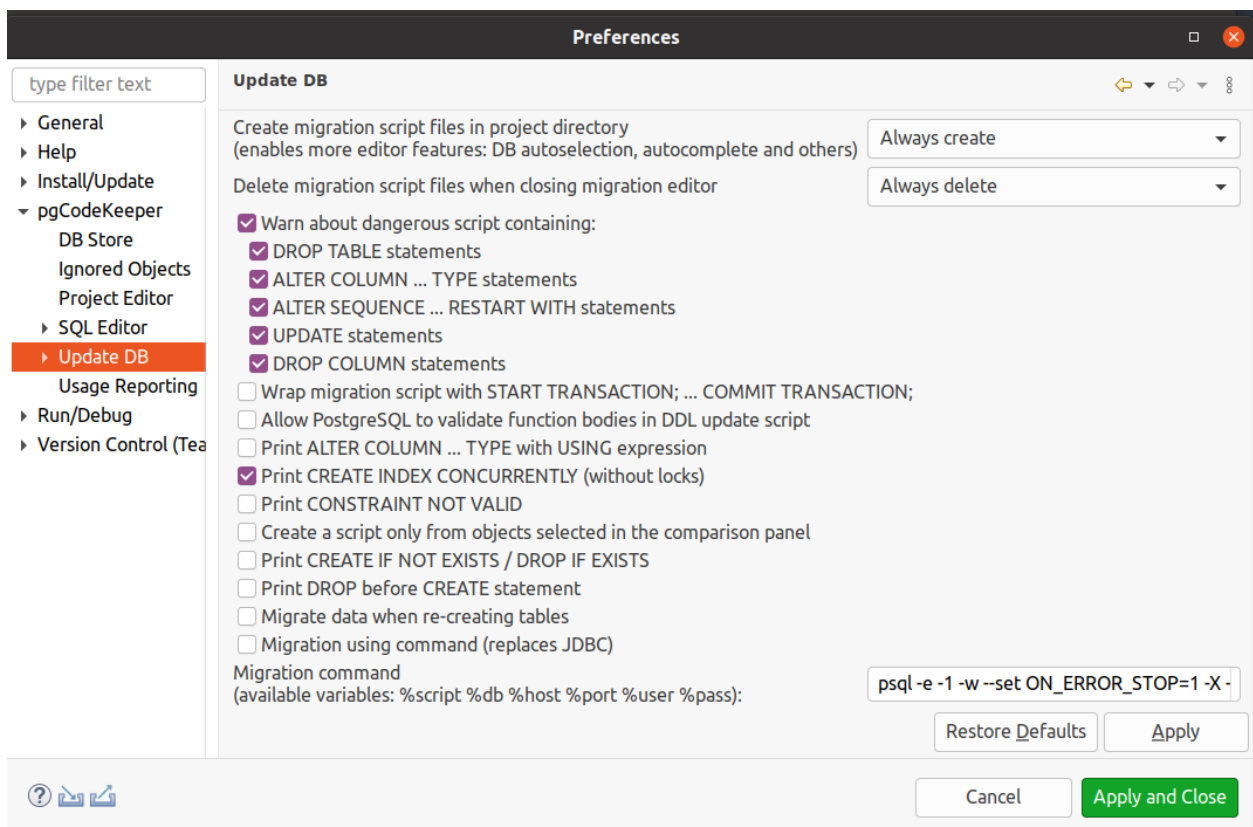 Preferences
type filter text
General
Help
Install/Update
pgCodeKeeper
DB Store
Ignored Objects
Project Editor
SQL Editor
Update DB
Usage Reporting
Run/Debug
Version Control (Tea
Update DB
Create migration script files in project directory
(enables more editor features: DB autoselection, autocomplete and others)
Always create
Delete migration script files when closing migration editor
Always delete
Warn about dangerous script containing:
DROP TABLE statements
ALTER COLUMN ... TYPE statements
ALTER SEQUENCE ... RESTART WITH statements
UPDATE statements
DROP COLUMN statements
Wrap migration script with START TRANSACTION; ... COMMIT TRANSACTION;
Allow PostgreSQL to validate function bodies in DDL update script
Print ALTER COLUMN ... TYPE with USING expression
Print CREATE INDEX CONCURRENTLY (without locks)
Print CONSTRAINT NOT VALID
Create a script only from objects selected in the comparison panel
Print CREATE IF NOT EXISTS / DROP IF EXISTS
Print DROP before CREATE statement
Migrate data when re-creating tables
Migration using command (replaces JDBC)
Migration command
(available variables: %script %db %host %port %user %pass):
psql -e -1 -w --set ON_ERROR_STOP=1 -X -
Restore Defaults
Apply
Cancel
Apply and Close